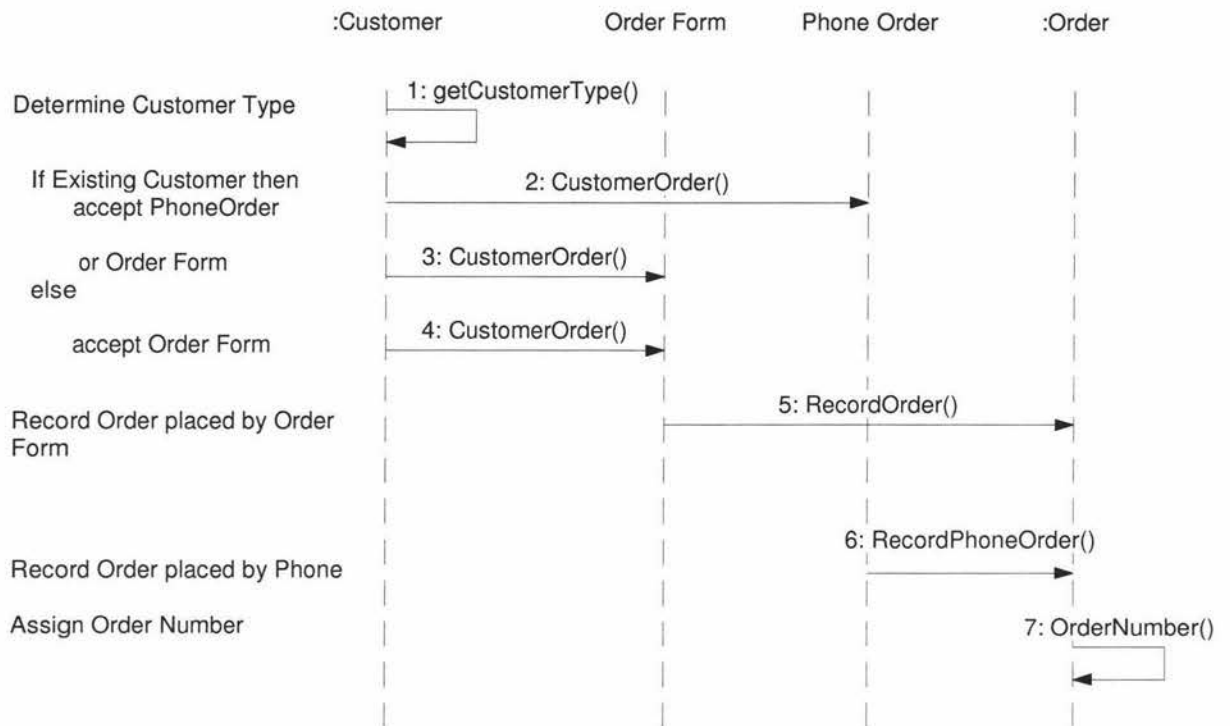 :Customer
Order Form
Phone Order
:Order
1: getCustomerType()
Determine Customer Type
If Existing Customer then
accept PhoneOrder
2: CustomerOrder()
or Order Form
3: CustomerOrder()
else
accept Order Form
4: CustomerOrder()
Record Order placed by Order
Form
5: RecordOrder()
6: RecordPhoneOrder()
Record Order placed by Phone
Assign Order Number
7: OrderNumber()